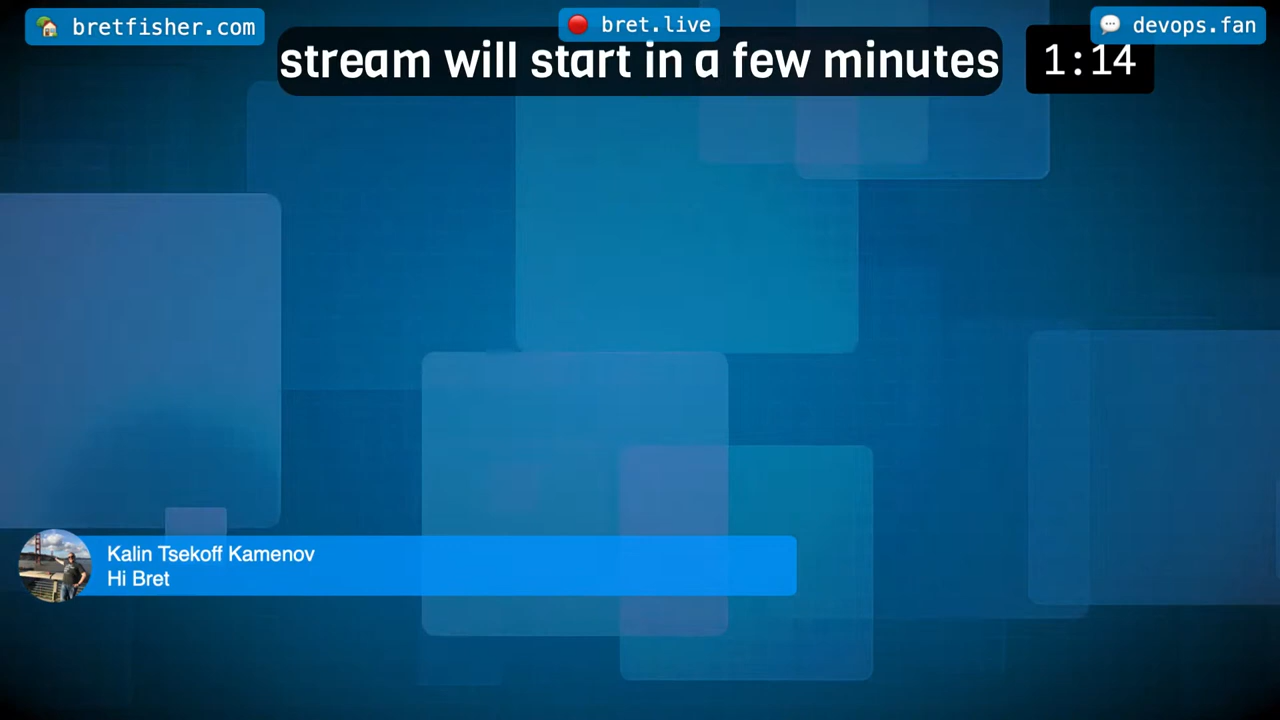 bretfisher.com
bret.live
devops.fan
stream will start in a few minutes
1:14
Kalin Tsekoff Kamenov
Hi Bret